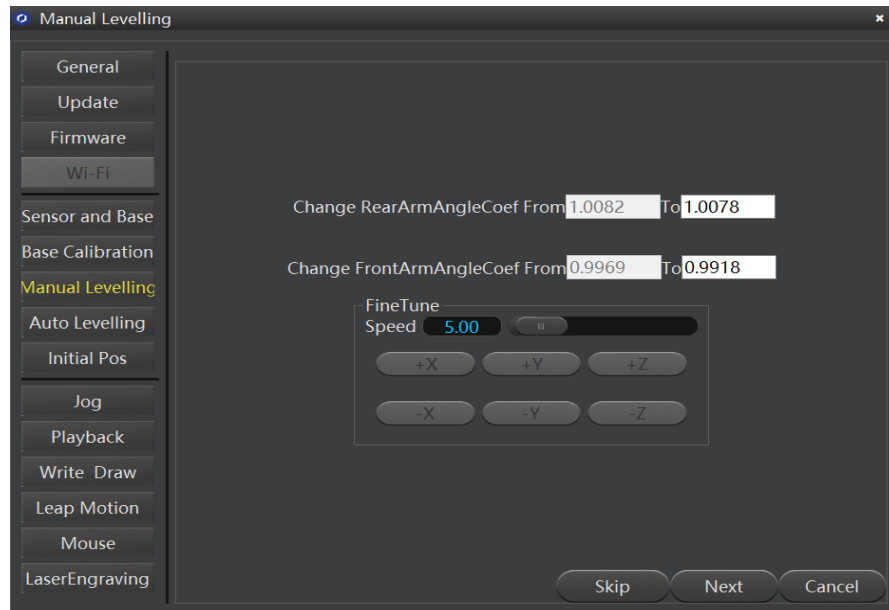 Manual Levelling
General
Update
Firmware
Wi-Fi
Sensor and Base
Base Calibration
Manual Levelling
Auto Levelling
Initial Pos
Jog
Playback
Write Draw
Leap Motion
Mouse
LaserEngraving
Change RearArmAngleCoef From 1.0082 To 1.0078
Change FrontArmAngleCoef From 0.9969 To 0.9918
FineTune
Speed 5.00
+X +Y +Z
-X -Y -Z
Skip Next Cancel